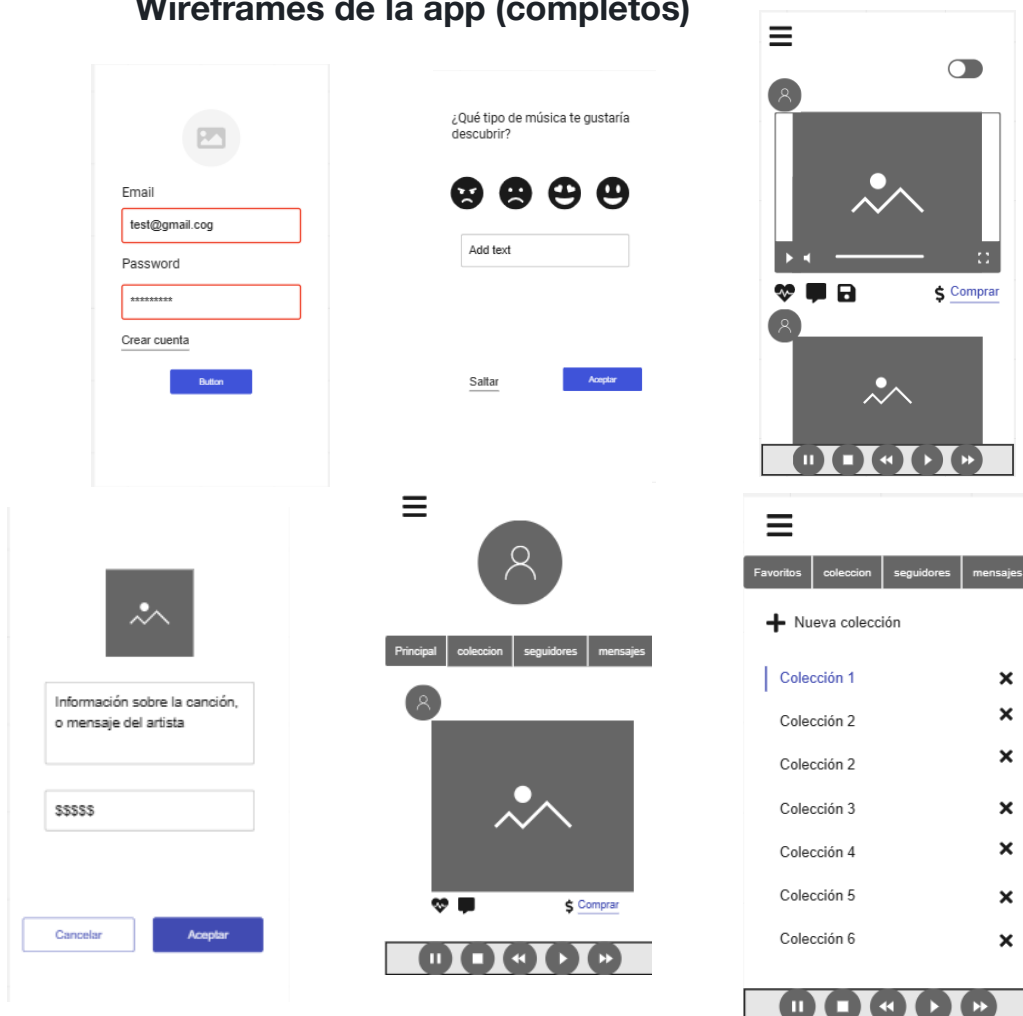 Wireframes de la app (completos)
Email
test@gmail.cog
Password
*********
Crear cuenta
Button
¿Qué tipo de música te gustaría
descubrir?
Add text
Saltar
Aceptar
$ Comprar
Información sobre la canción,
o mensaje del artista
$$$$$
Cancelar
Aceptar
Principal
coleccion
seguidores
mensajes
$ Comprar
Favoritos
coleccion
seguidores
mensajes
Nueva colección
Colección 1
Colección 2
Colección 2
Colección 3
Colección 4
Colección 5
Colección 6